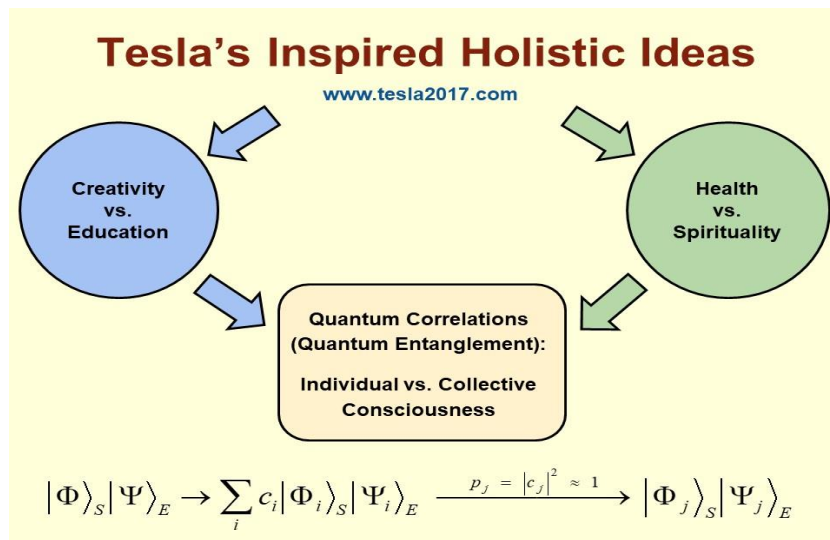 Tesla's Inspired Holistic Ideas
www.tesla2017.com
Creativity
vs.
Education
Health
vs.
Spirituality
Quantum Correlations
(Quantum Entanglement):
Individual vs. Collective
Consciousness
|Φ⟩_S|Ψ⟩_E → ∑_i c_i|Φ_i⟩_S|Ψ_i⟩_E —p_J = |c_J|² ≈ 1→ |Φ_j⟩_S|Ψ_j⟩_E